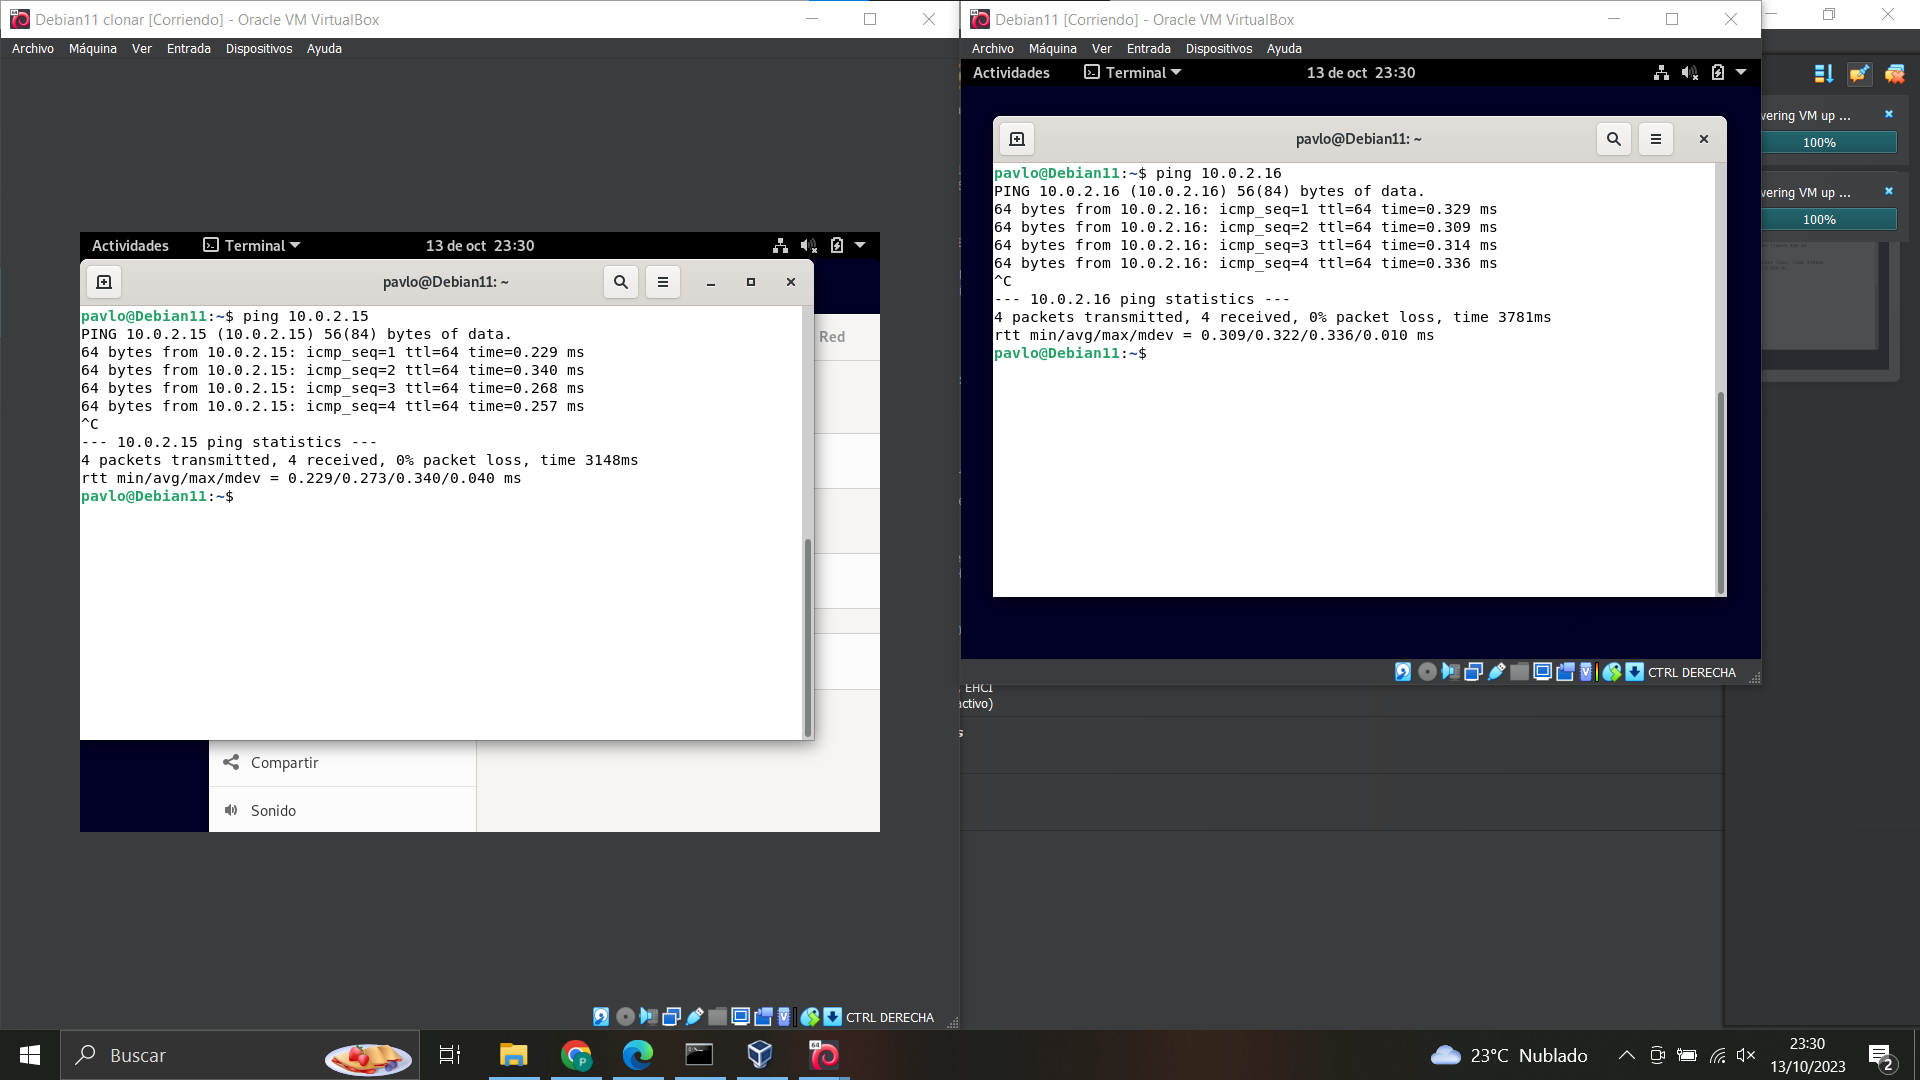 Debian11 clonar [Corriendo] - Oracle VM VirtualBox
Archivo Máquina Ver Entrada Dispositivos Ayuda
Actividades Terminal 13 de oct 23:30
pavlo@Debian11: ~
pavlo@Debian11:~$ ping 10.0.2.15
PING 10.0.2.15 (10.0.2.15) 56(84) bytes of data.
64 bytes from 10.0.2.15: icmp_seq=1 ttl=64 time=0.229 ms
64 bytes from 10.0.2.15: icmp_seq=2 ttl=64 time=0.340 ms
64 bytes from 10.0.2.15: icmp_seq=3 ttl=64 time=0.268 ms
64 bytes from 10.0.2.15: icmp_seq=4 ttl=64 time=0.257 ms
^C
--- 10.0.2.15 ping statistics ---
4 packets transmitted, 4 received, 0% packet loss, time 3148ms
rtt min/avg/max/mdev = 0.229/0.273/0.340/0.040 ms
pavlo@Debian11:~$
Red
Compartir
Sonido
CTRL DERECHA
Debian11 [Corriendo] - Oracle VM VirtualBox
Archivo Máquina Ver Entrada Dispositivos Ayuda
Actividades Terminal 13 de oct 23:30
pavlo@Debian11: ~
pavlo@Debian11:~$ ping 10.0.2.16
PING 10.0.2.16 (10.0.2.16) 56(84) bytes of data.
64 bytes from 10.0.2.16: icmp_seq=1 ttl=64 time=0.329 ms
64 bytes from 10.0.2.16: icmp_seq=2 ttl=64 time=0.309 ms
64 bytes from 10.0.2.16: icmp_seq=3 ttl=64 time=0.314 ms
64 bytes from 10.0.2.16: icmp_seq=4 ttl=64 time=0.336 ms
^C
--- 10.0.2.16 ping statistics ---
4 packets transmitted, 4 received, 0% packet loss, time 3781ms
rtt min/avg/max/mdev = 0.309/0.322/0.336/0.010 ms
pavlo@Debian11:~$
CTRL DERECHA
wering VM up ...
100%
wering VM up ...
100%
EHCI
activo)
s
Buscar
23°C Nublado
23:30
13/10/2023
2